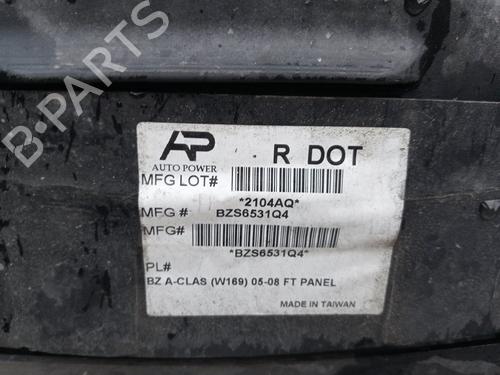 B-PARTS
AP R DOT
AUTO POWER
MFG LOT#
*2104AQ*
MFG # BZS6531Q4
MFG#
*BZS6531Q4*
PL#
BZ A-CLAS (W169) 05-08 FT PANEL
MADE IN TAIWAN